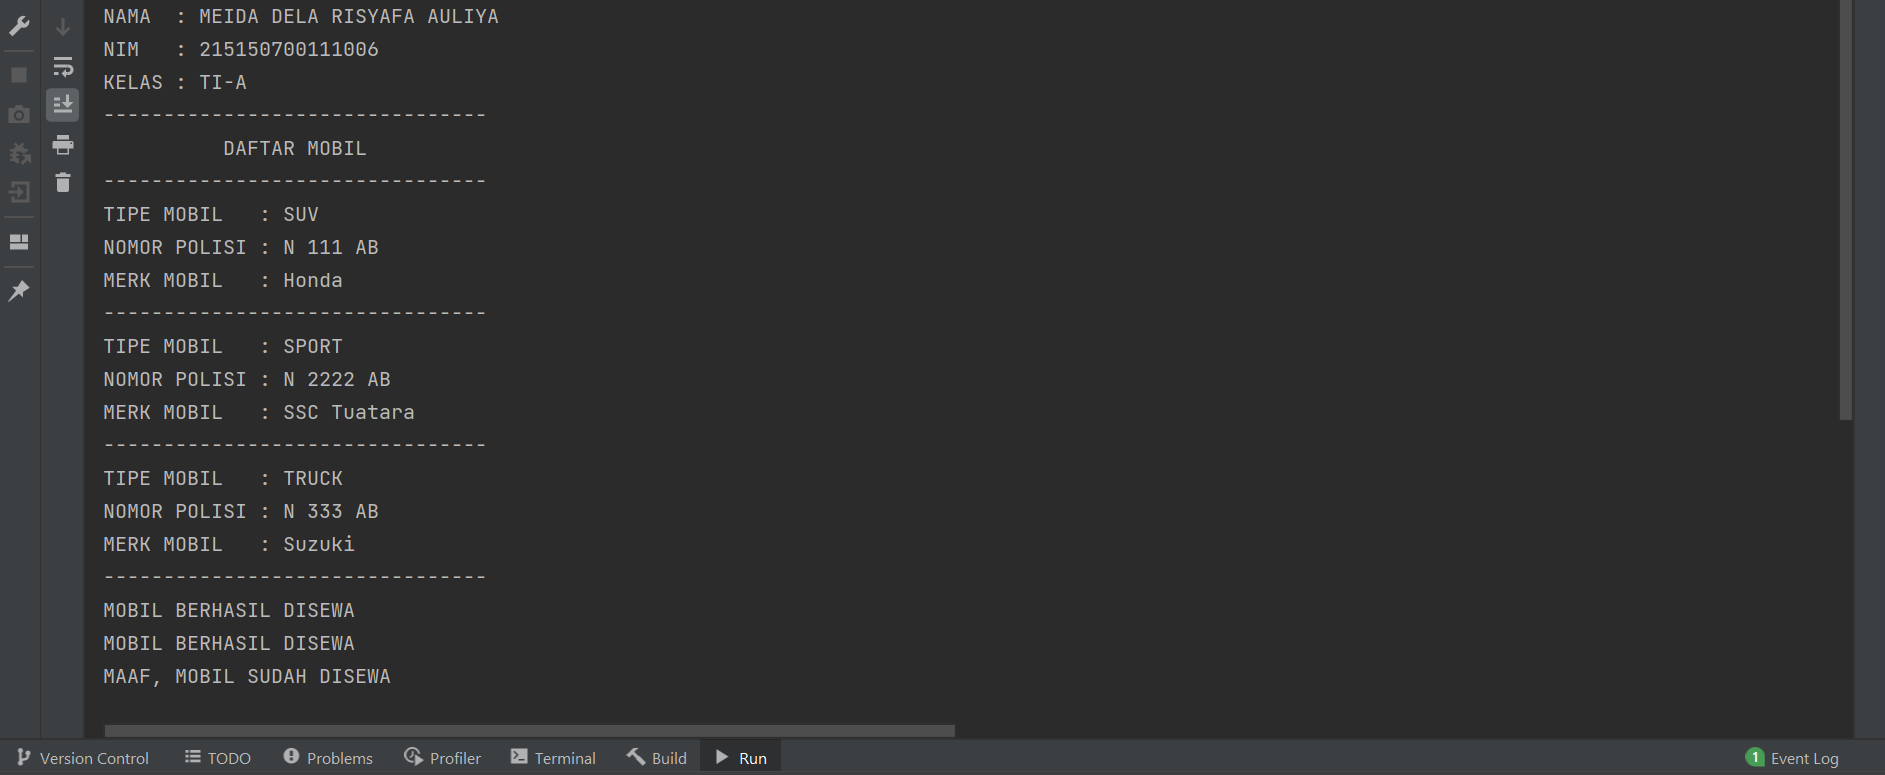 NAMA  : MEIDA DELA RISYAFA AULIYA
NIM   : 215150700111006
KELAS : TI-A
--------------------------------
          DAFTAR MOBIL
--------------------------------
TIPE MOBIL   : SUV
NOMOR POLISI : N 111 AB
MERK MOBIL   : Honda
--------------------------------
TIPE MOBIL   : SPORT
NOMOR POLISI : N 2222 AB
MERK MOBIL   : SSC Tuatara
--------------------------------
TIPE MOBIL   : TRUCK
NOMOR POLISI : N 333 AB
MERK MOBIL   : Suzuki
--------------------------------
MOBIL BERHASIL DISEWA
MOBIL BERHASIL DISEWA
MAAF, MOBIL SUDAH DISEWA
Version Control TODO Problems Profiler Terminal Build Run 1 Event Log